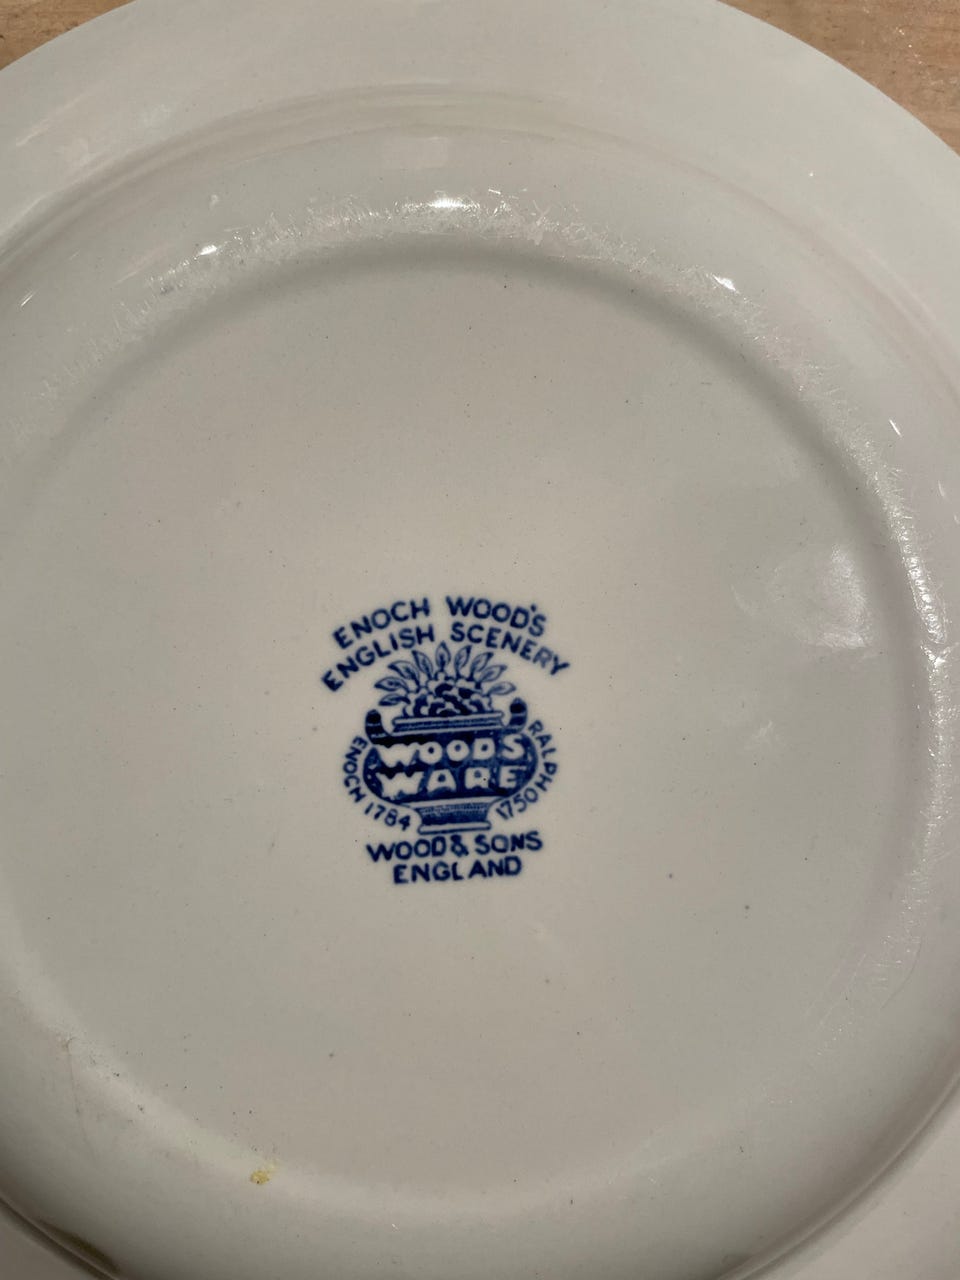 ENOCH WOOD'S
ENGLISH SCENERY
WOODS
WARE
ENOCH 1784
RALPH 1750
WOOD & SONS
ENGLAND